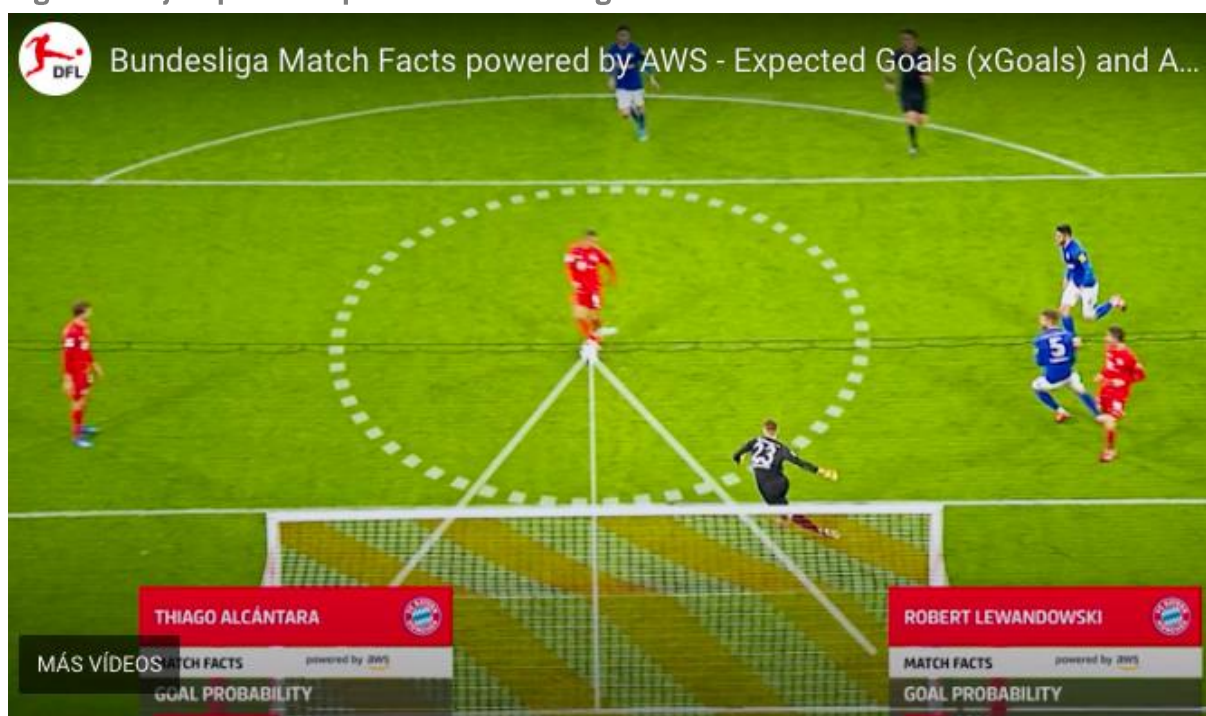 DFL
Bundesliga Match Facts powered by AWS - Expected Goals (xGoals) and A...
23
5
THIAGO ALCÁNTARA
ROBERT LEWANDOWSKI
MÁS VÍDEOS
MATCH FACTS powered by aws
MATCH FACTS powered by aws
GOAL PROBABILITY
GOAL PROBABILITY